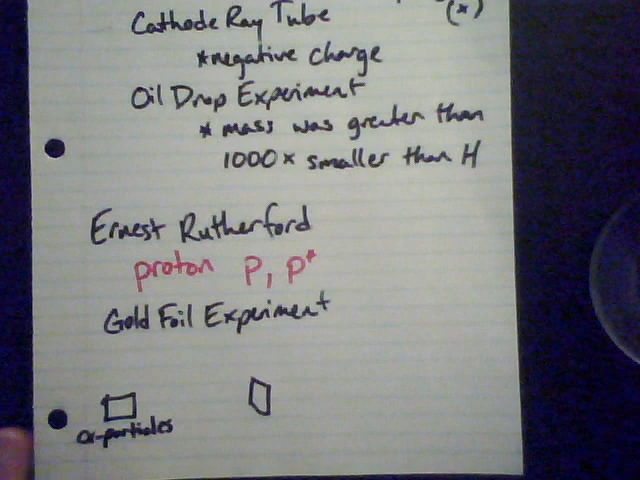 (x)
Cathode Ray Tube
*negative charge
Oil Drop Experiment
* mass was greater than
1000x smaller than H
Ernest Rutherford
proton P, P⁺
Gold Foil Experiment
α-particles